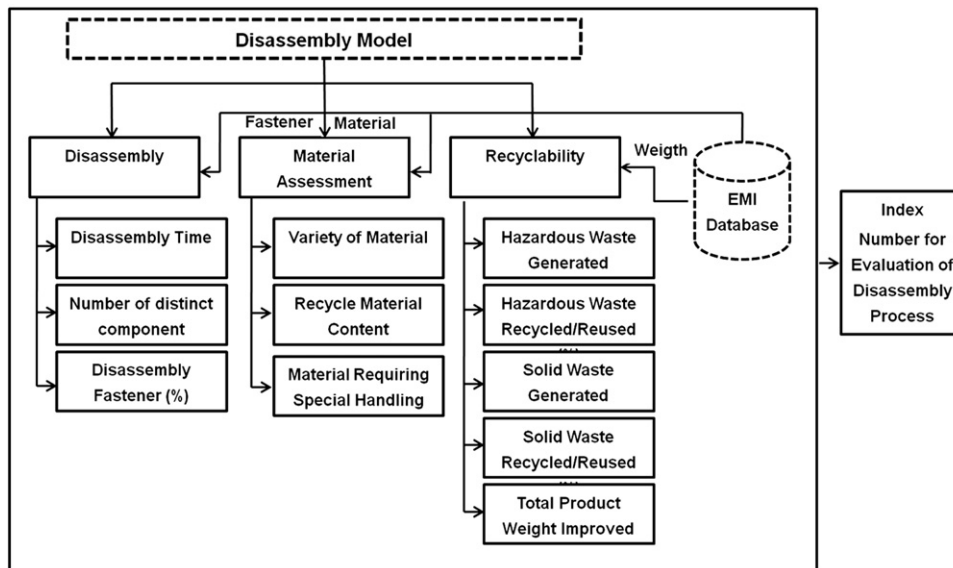 Disassembly Model
Fastener
Material
Disassembly
Material
Assessment
Recyclability
Weigth
EMI
Database
Disassembly Time
Number of distinct
component
Disassembly
Fastener (%)
Variety of Material
Recycle Material
Content
Material Requiring
Special Handling
Hazardous Waste
Generated
Hazardous Waste
Recycled/Reused
Solid Waste
Generated
Solid Waste
Recycled/Reused
Total Product
Weight Improved
Index
Number for
Evaluation of
Disassembly
Process